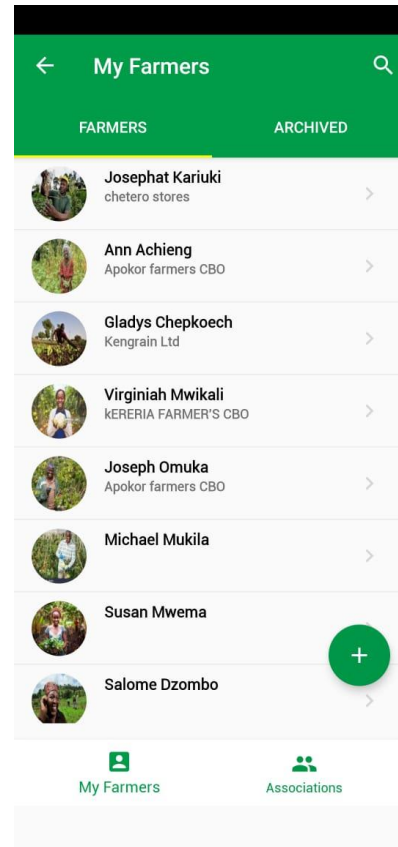 My Farmers
FARMERS ARCHIVED
Josephat Kariuki
chetero stores
Ann Achieng
Apokor farmers CBO
Gladys Chepkoech
Kengrain Ltd
Virginiah Mwikali
kERERIA FARMER'S CBO
Joseph Omuka
Apokor farmers CBO
Michael Mukila
Susan Mwema
Salome Dzombo
My Farmers Associations